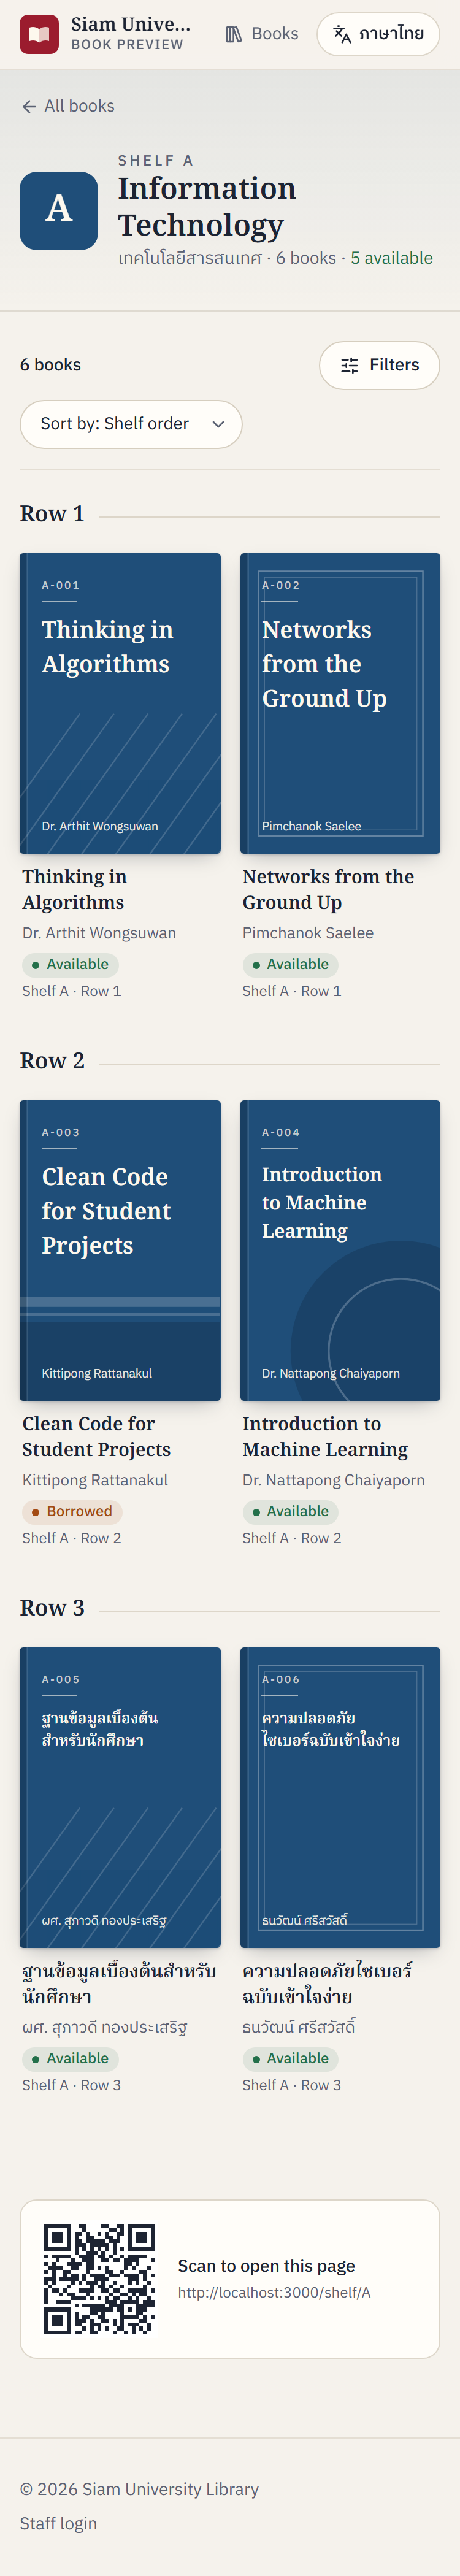 Siam Unive...
BOOK PREVIEW
Books
ภาษาไทย
All books
SHELF A
A
Information
Technology
เทคโนโลยีสารสนเทศ · 6 books · 5 available
6 books
Filters
Sort by: Shelf order
Row 1
A-001
Thinking in
Algorithms
Dr. Arthit Wongsuwan
A-002
Networks
from the
Ground Up
Pimchanok Saelee
Thinking in
Algorithms
Dr. Arthit Wongsuwan
Available
Shelf A · Row 1
Networks from the
Ground Up
Pimchanok Saelee
Available
Shelf A · Row 1
Row 2
A-003
Clean Code
for Student
Projects
Kittipong Rattanakul
A-004
Introduction
to Machine
Learning
Dr. Nattapong Chaiyaporn
Clean Code for
Student Projects
Kittipong Rattanakul
Borrowed
Shelf A · Row 2
Introduction to
Machine Learning
Dr. Nattapong Chaiyaporn
Available
Shelf A · Row 2
Row 3
A-005
ฐานข้อมูลเบื้องต้น
สำหรับนักศึกษา
ผศ. สุภาวดี ทองประเสริฐ
A-006
ความปลอดภัย
ไซเบอร์ฉบับเข้าใจง่าย
ธนวัฒน์ ศรีสวัสดิ์
ฐานข้อมูลเบื้องต้นสำหรับ
นักศึกษา
ผศ. สุภาวดี ทองประเสริฐ
Available
Shelf A · Row 3
ความปลอดภัยไซเบอร์
ฉบับเข้าใจง่าย
ธนวัฒน์ ศรีสวัสดิ์
Available
Shelf A · Row 3
Scan to open this page
http://localhost:3000/shelf/A
© 2026 Siam University Library
Staff login